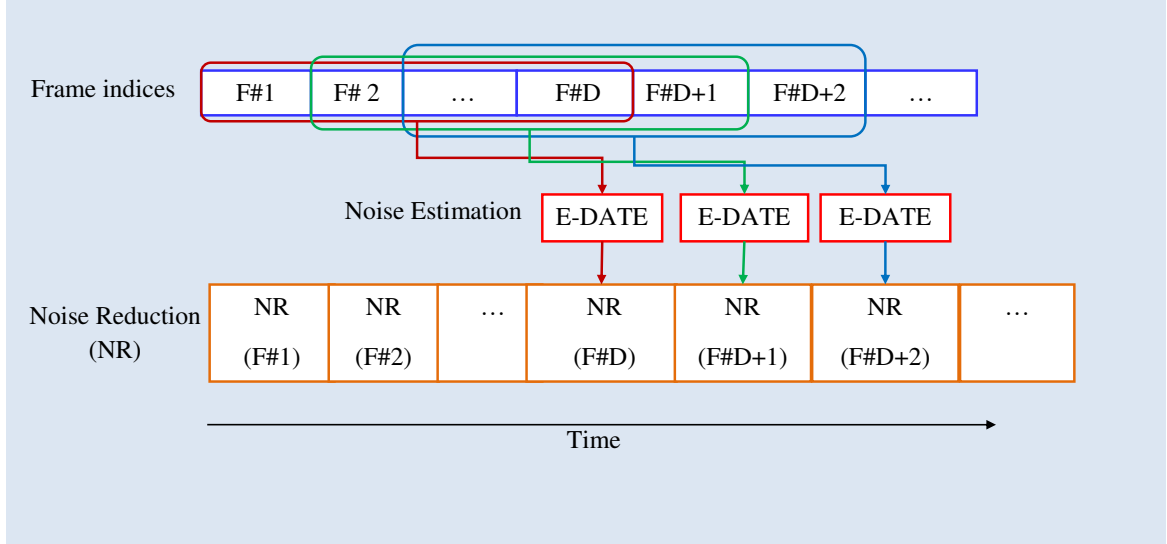 Frame indices F#1 F# 2 … F#D F#D+1 F#D+2 …
Noise Estimation E-DATE E-DATE E-DATE
Noise Reduction
(NR)
NR NR … NR NR NR …
(F#1) (F#2) (F#D) (F#D+1) (F#D+2)
Time